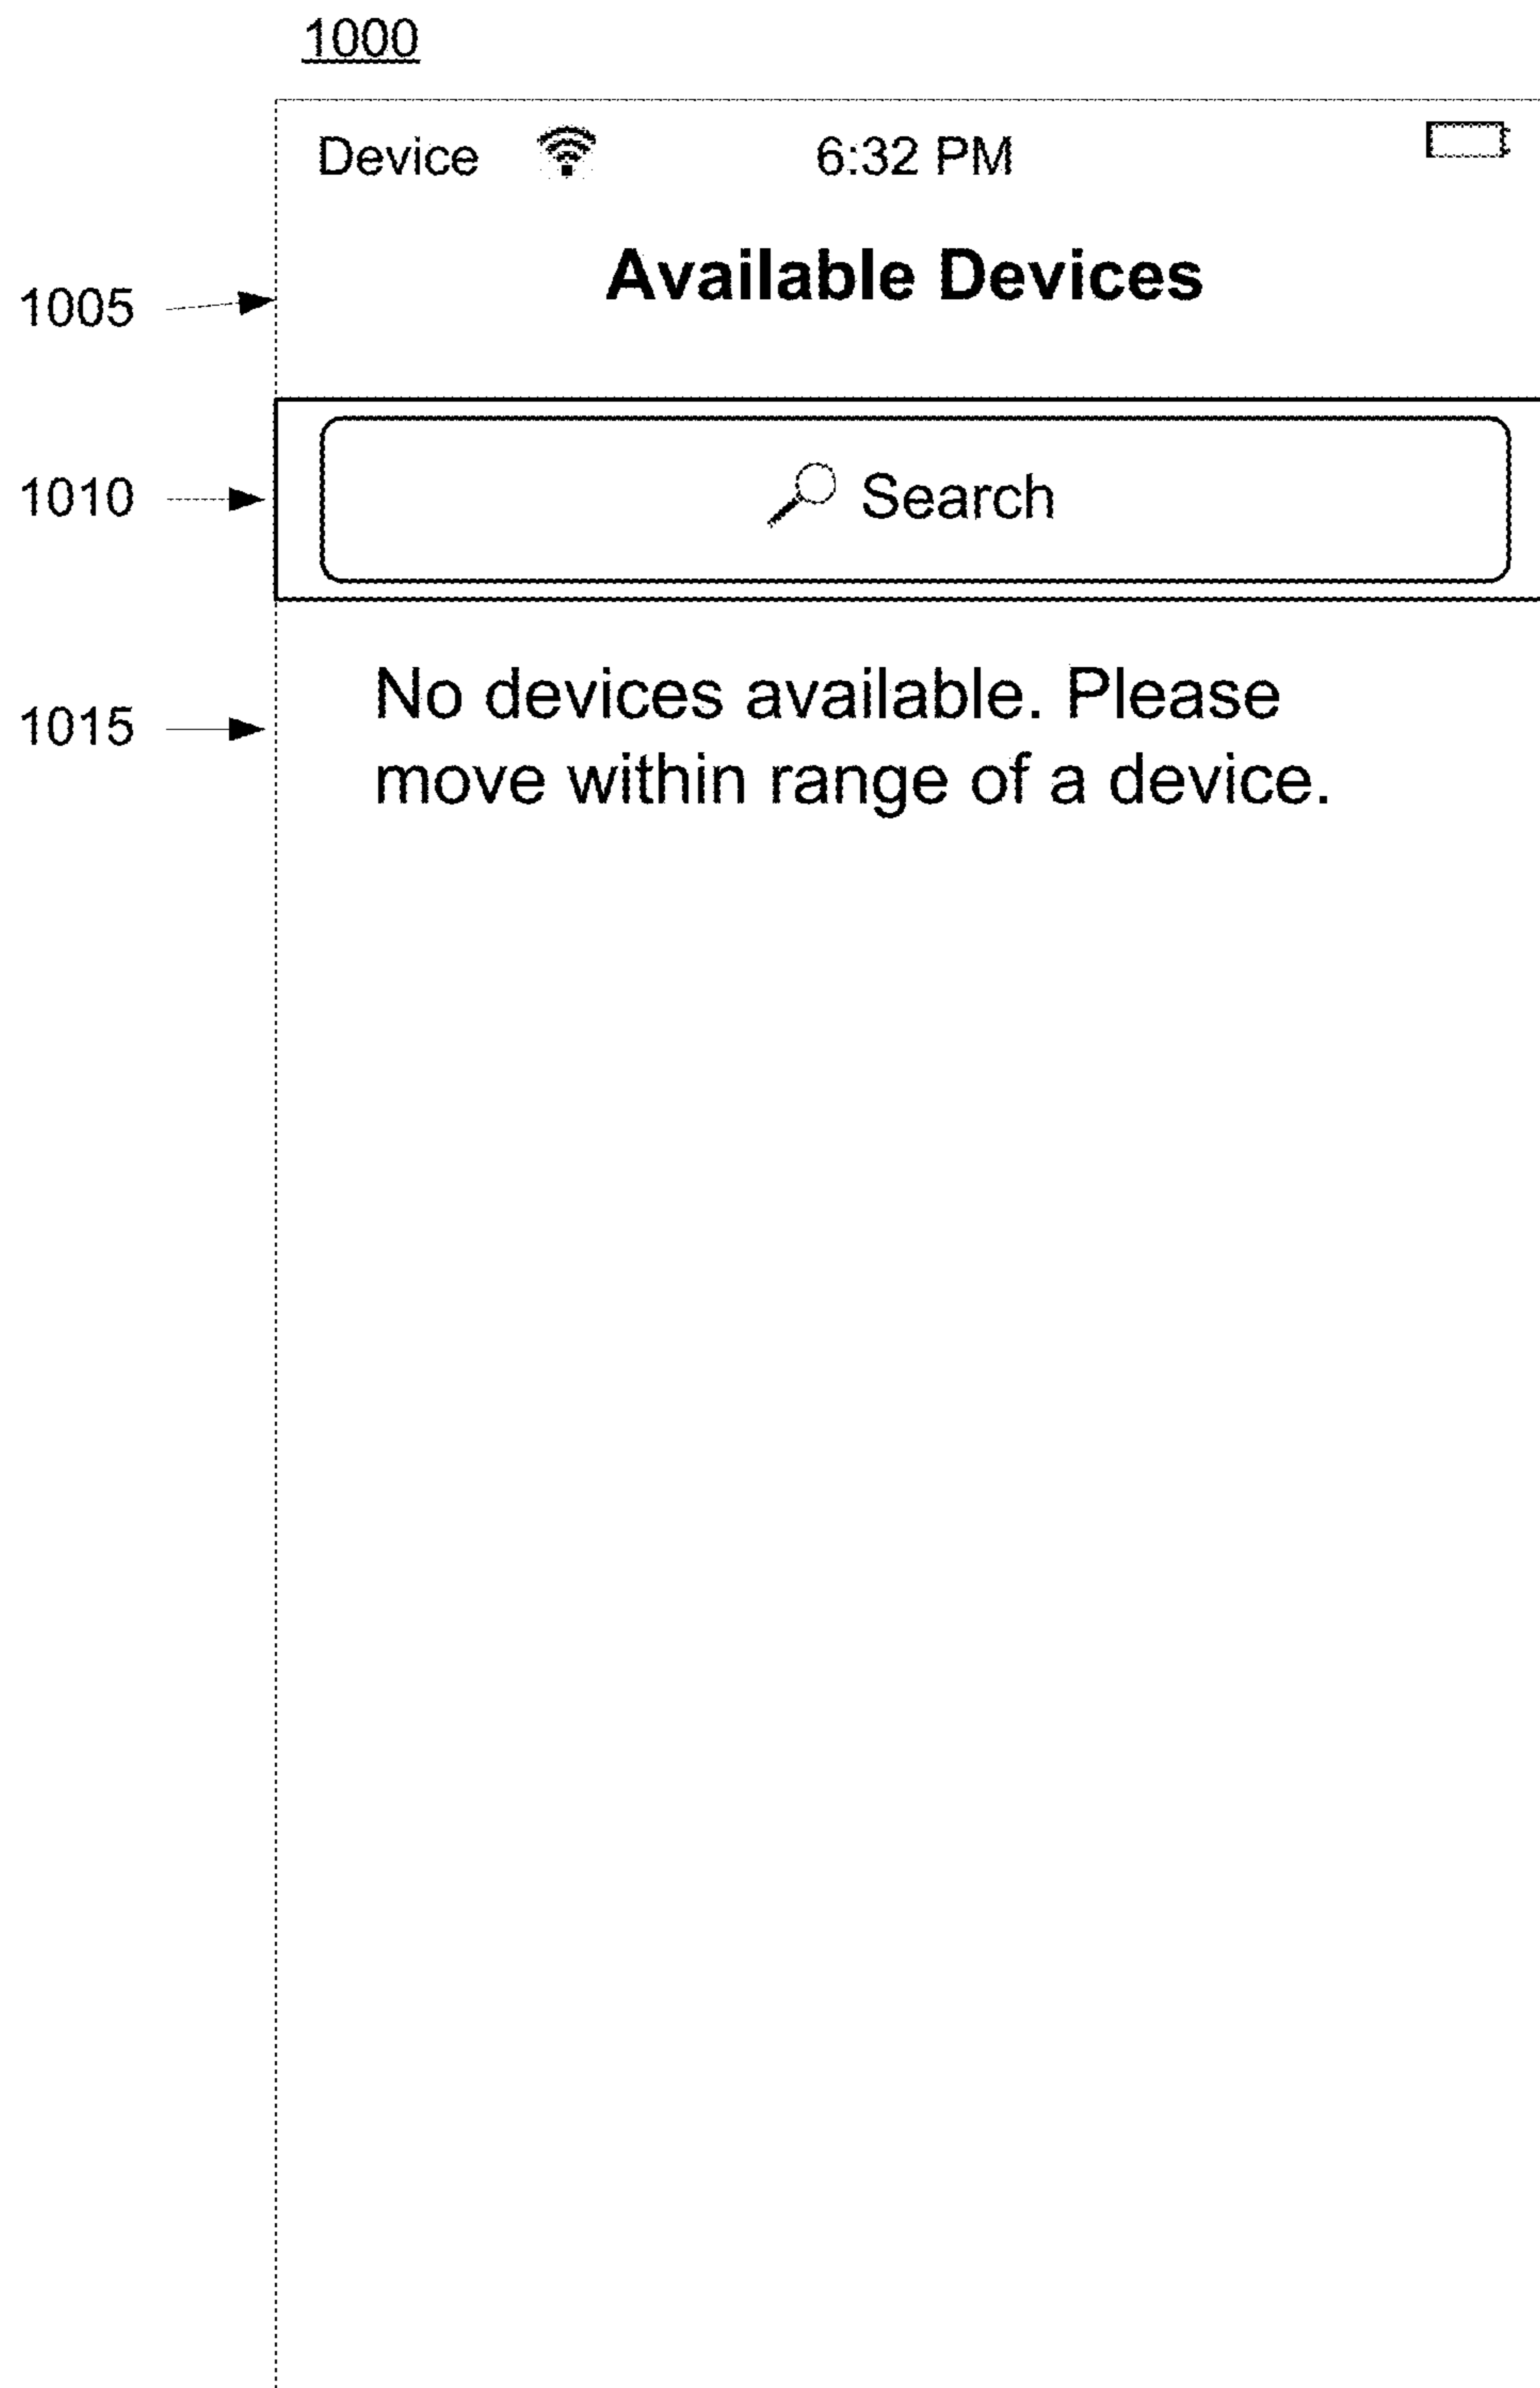 1000
Device 6:32 PM
1005 Available Devices
1010 Search
No devices available. Please
1015
move within range of a device.